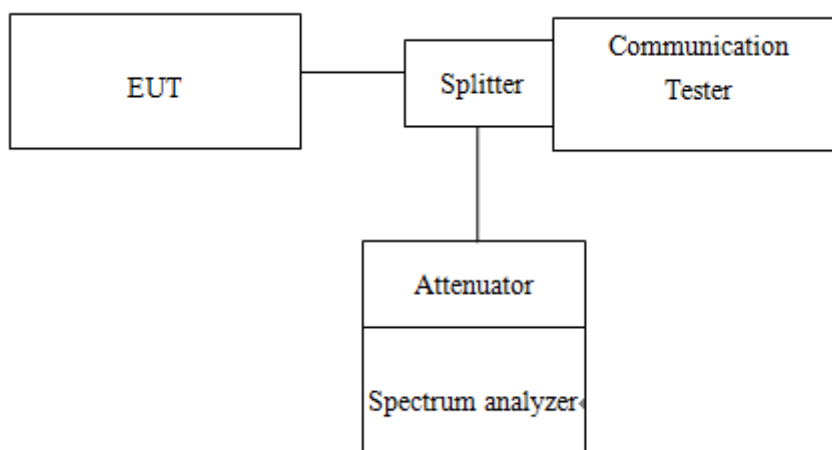 EUT
Splitter
Communication
Tester
Attenuator
Spectrum analyzer